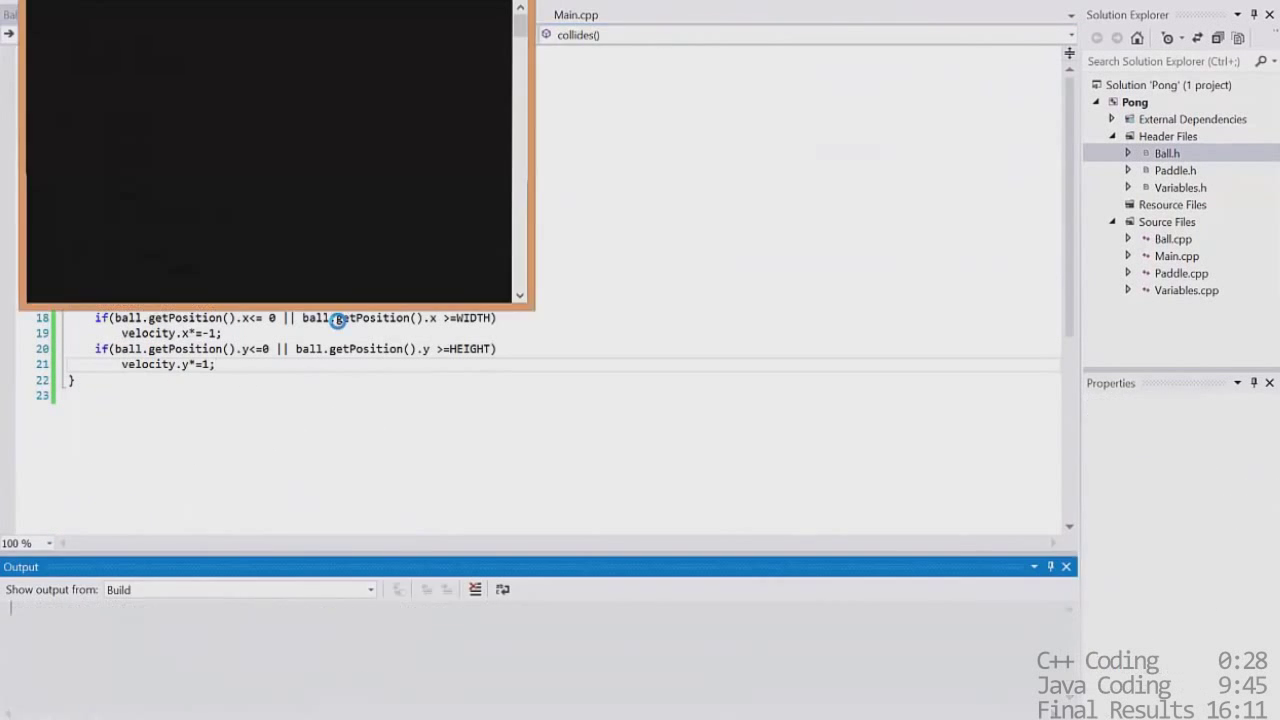 Main.cpp
Solution Explorer
collides()
Search Solution Explorer (Ctrl+;)
Solution 'Pong' (1 project)
Pong
External Dependencies
Header Files
Ball.h
Paddle.h
Variables.h
Resource Files
Source Files
Ball.cpp
Main.cpp
Paddle.cpp
Variables.cpp
18 if(ball.getPosition().x<= 0 || ball.getPosition().x >=WIDTH)
19 velocity.x*=-1;
20 if(ball.getPosition().y<=0 || ball.getPosition().y >=HEIGHT)
21 velocity.y*=1;
22 }
23
Properties
100 %
Output
Show output from: Build
C++ Coding 0:28
Java Coding 9:45
Final Results 16:11